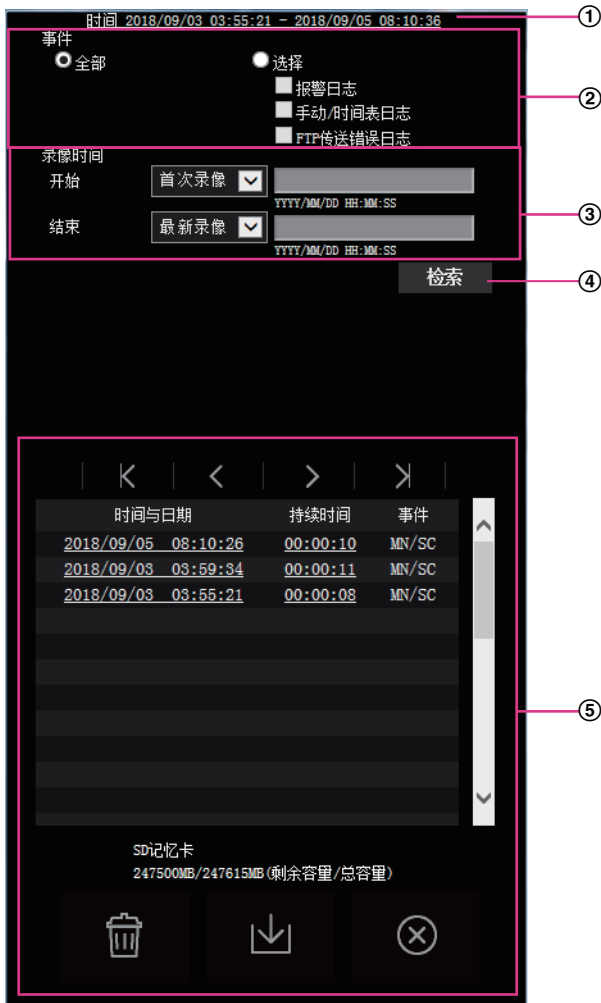 时间 2018/09/03 03:55:21 - 2018/09/05 08:10:36 ①
事件
全部 选择
报警日志 ②
手动/时间表日志
FTP传送错误日志
录像时间
开始 首次录像
YYYY/MM/DD HH:MM:SS ③
结束 最新录像
YYYY/MM/DD HH:MM:SS
检索 ④
时间与日期 持续时间 事件
2018/09/05 08:10:26 00:00:10 MN/SC
2018/09/03 03:59:34 00:00:11 MN/SC
2018/09/03 03:55:21 00:00:08 MN/SC
⑤
SD记忆卡
247500MB/247615MB(剩余容量/总容量)